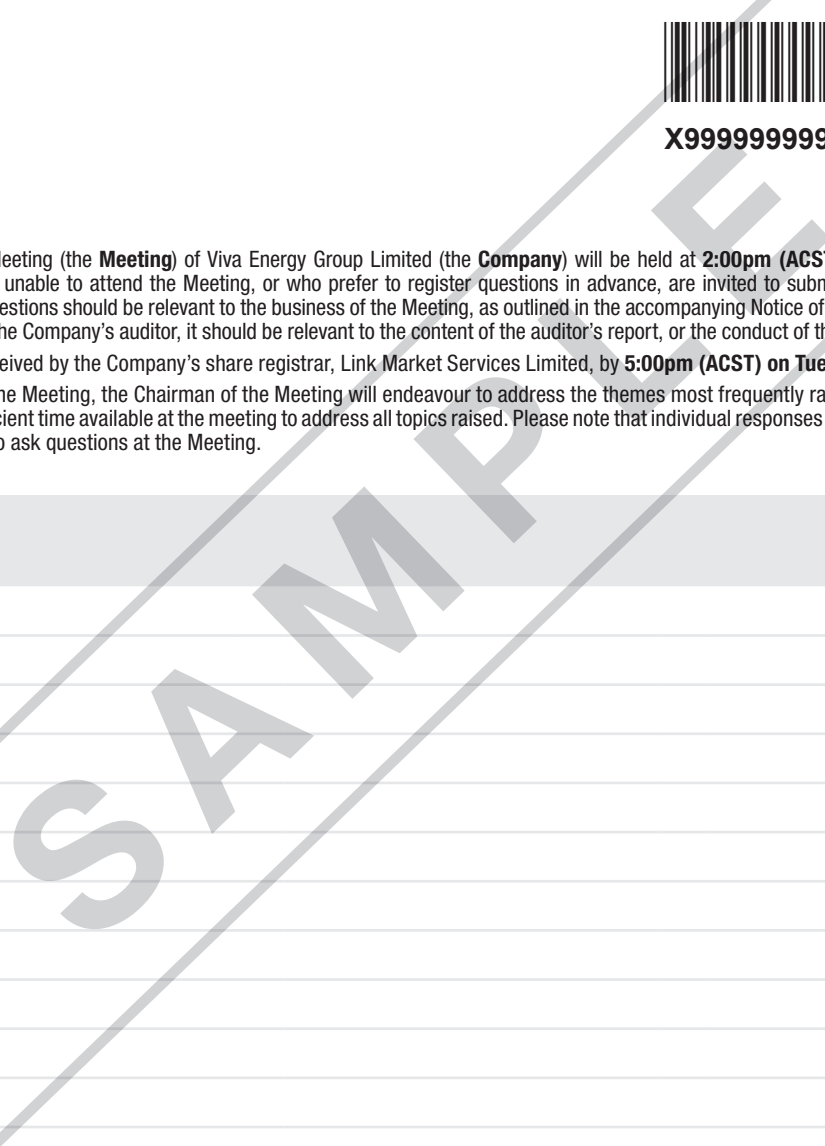 X999999999
Meeting (the Meeting) of Viva Energy Group Limited (the Company) will be held at 2:00pm (ACST
unable to attend the Meeting, or who prefer to register questions in advance, are invited to subm
estions should be relevant to the business of the Meeting, as outlined in the accompanying Notice of
he Company's auditor, it should be relevant to the content of the auditor's report, or the conduct of th
ceived by the Company's share registrar, Link Market Services Limited, by 5:00pm (ACST) on Tue
he Meeting, the Chairman of the Meeting will endeavour to address the themes most frequently ra
cient time available at the meeting to address all topics raised. Please note that individual responses
o ask questions at the Meeting.
SAMPLE